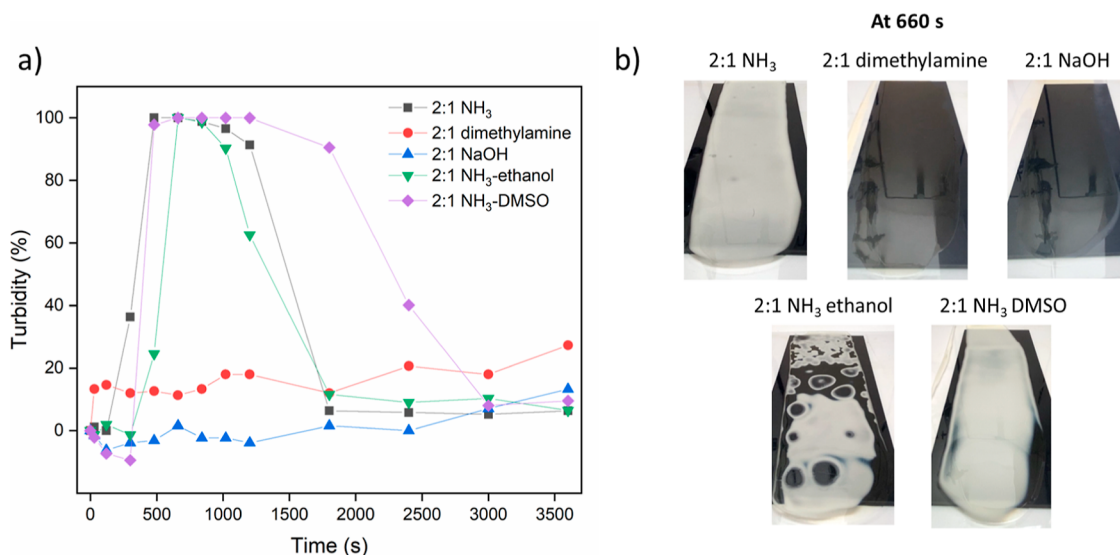 a)
Turbidity (%)
100
80
60
40
20
0
0 500 1000 1500 2000 2500 3000 3500
Time (s)
2:1 NH₃
2:1 dimethylamine
2:1 NaOH
2:1 NH₃-ethanol
2:1 NH₃-DMSO
At 660 s
b)
2:1 NH₃ 2:1 dimethylamine 2:1 NaOH
2:1 NH₃ ethanol 2:1 NH₃ DMSO